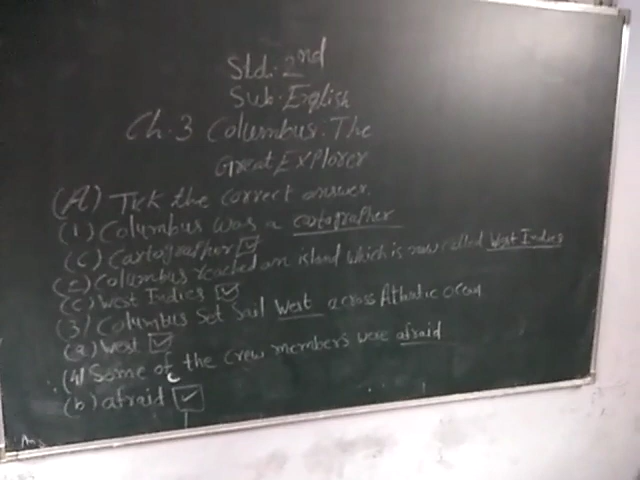 Std. 2nd
Sub. English
Ch. 3 Columbus. The
Great Explorer
(A) Tick the correct answer.
(1) Columbus was a cartographer
(c) Cartographer ☑
(2) Columbus reached an island which is now called West Indies
(c) West Indies ☑
(3) Columbus set sail West across Atlantic ocean
(a) West ☑
(4) Some of the crew members were afraid
(b) afraid ☑